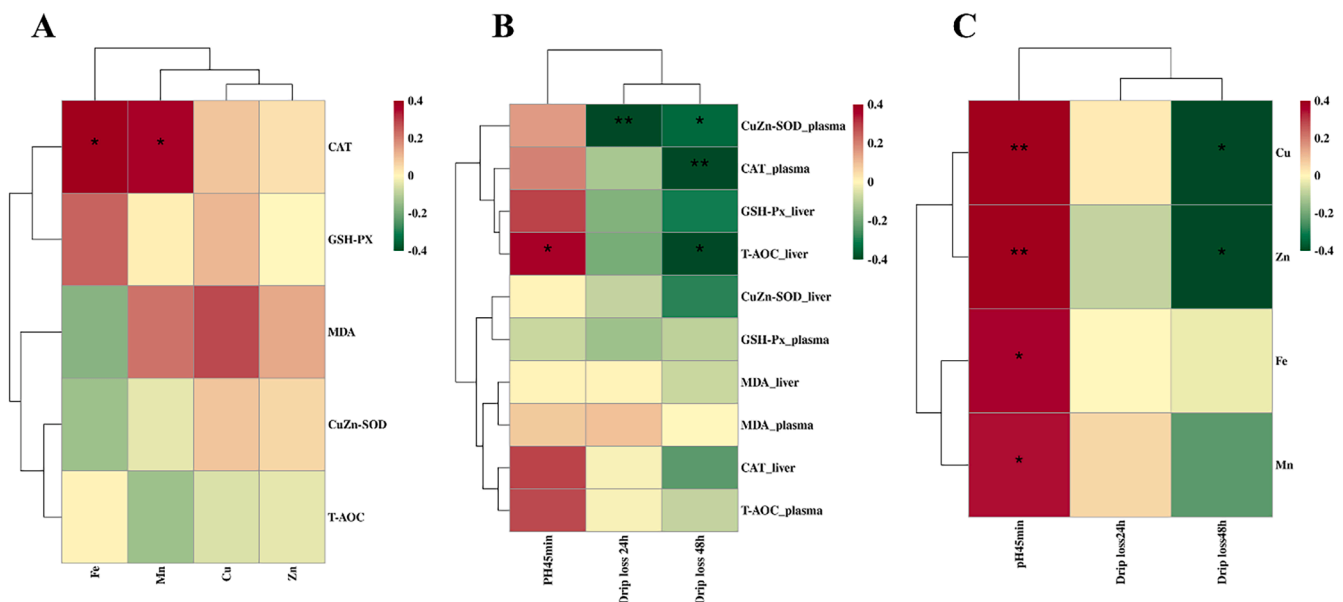 A
B
C
0.4
0.2
0
-0.2
-0.4
* *
CAT
GSH-PX
MDA
CuZn-SOD
T-AOC
Fe Mn Cu Zn
0.4
0.2
0
-0.2
-0.4
** * CuZn-SOD_plasma
** CAT_plasma
GSH-Px_liver
* * T-AOC_liver
CuZn-SOD_liver
GSH-Px_plasma
MDA_liver
MDA_plasma
CAT_liver
T-AOC_plasma
PH45min
Drip loss 24h
Drip loss 48h
0.4
0.2
0
-0.2
-0.4
** * Cu
** * Zn
* Fe
* Mn
pH45min
Drip loss24h
Drip loss48h